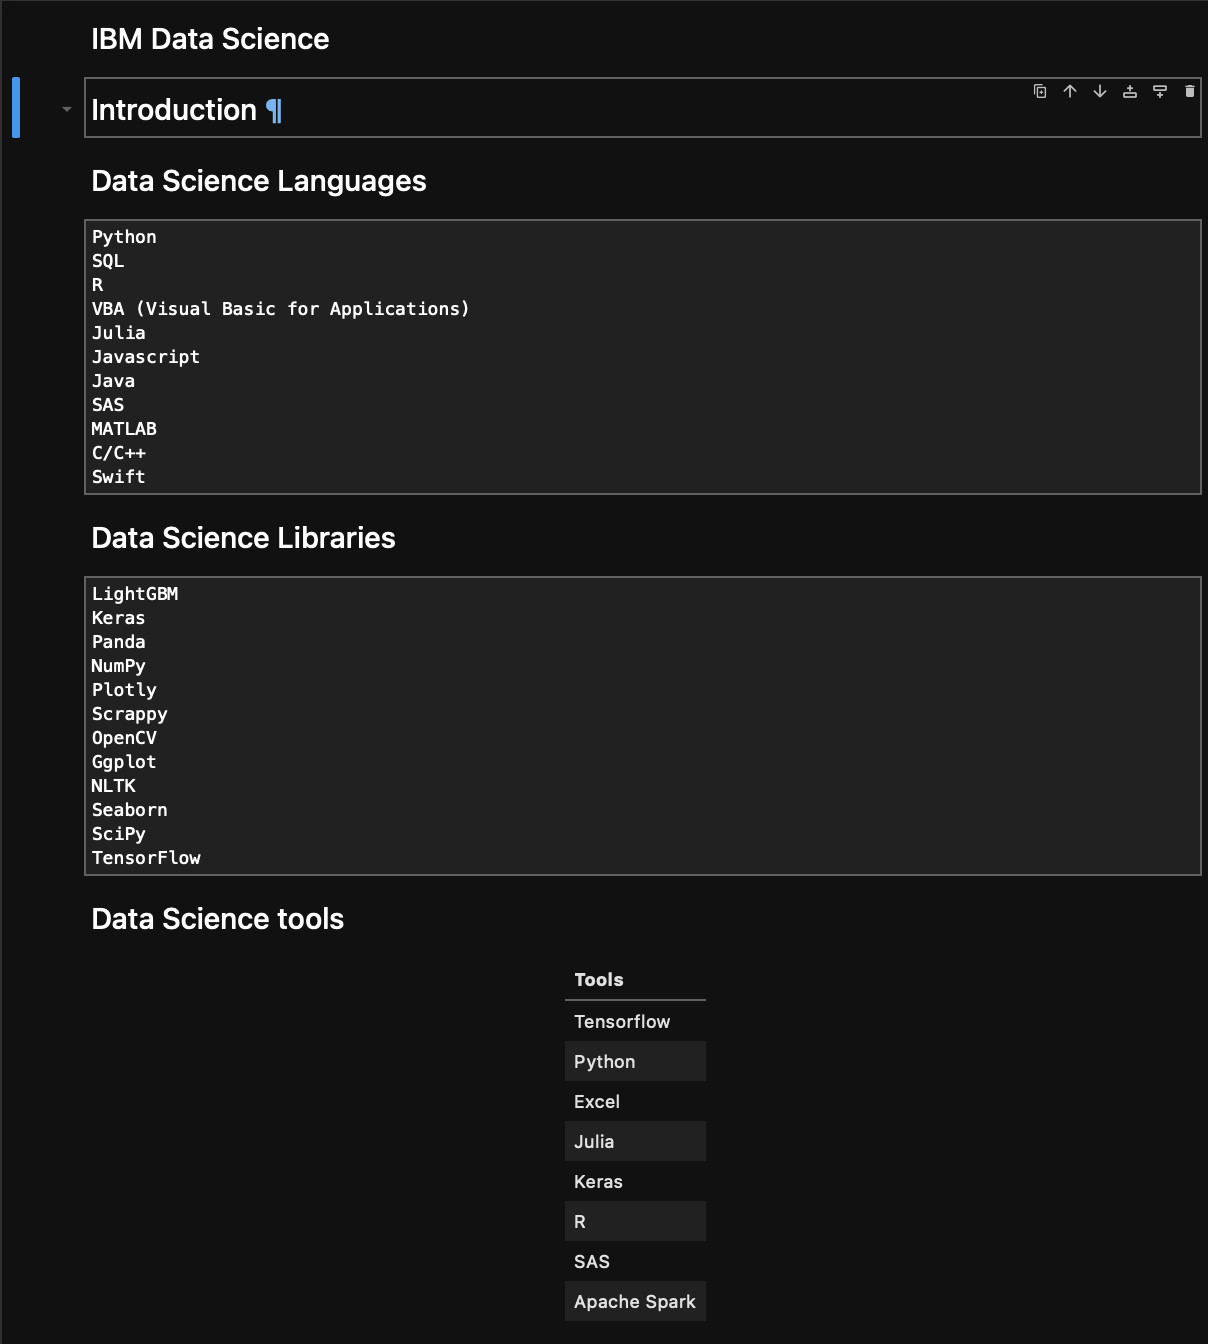 IBM Data Science
Introduction ¶
Data Science Languages
Python
SQL
R
VBA (Visual Basic for Applications)
Julia
Javascript
Java
SAS
MATLAB
C/C++
Swift
Data Science Libraries
LightGBM
Keras
Panda
NumPy
Plotly
Scrappy
OpenCV
Ggplot
NLTK
Seaborn
SciPy
TensorFlow
Data Science tools
Tools
Tensorflow
Python
Excel
Julia
Keras
R
SAS
Apache Spark